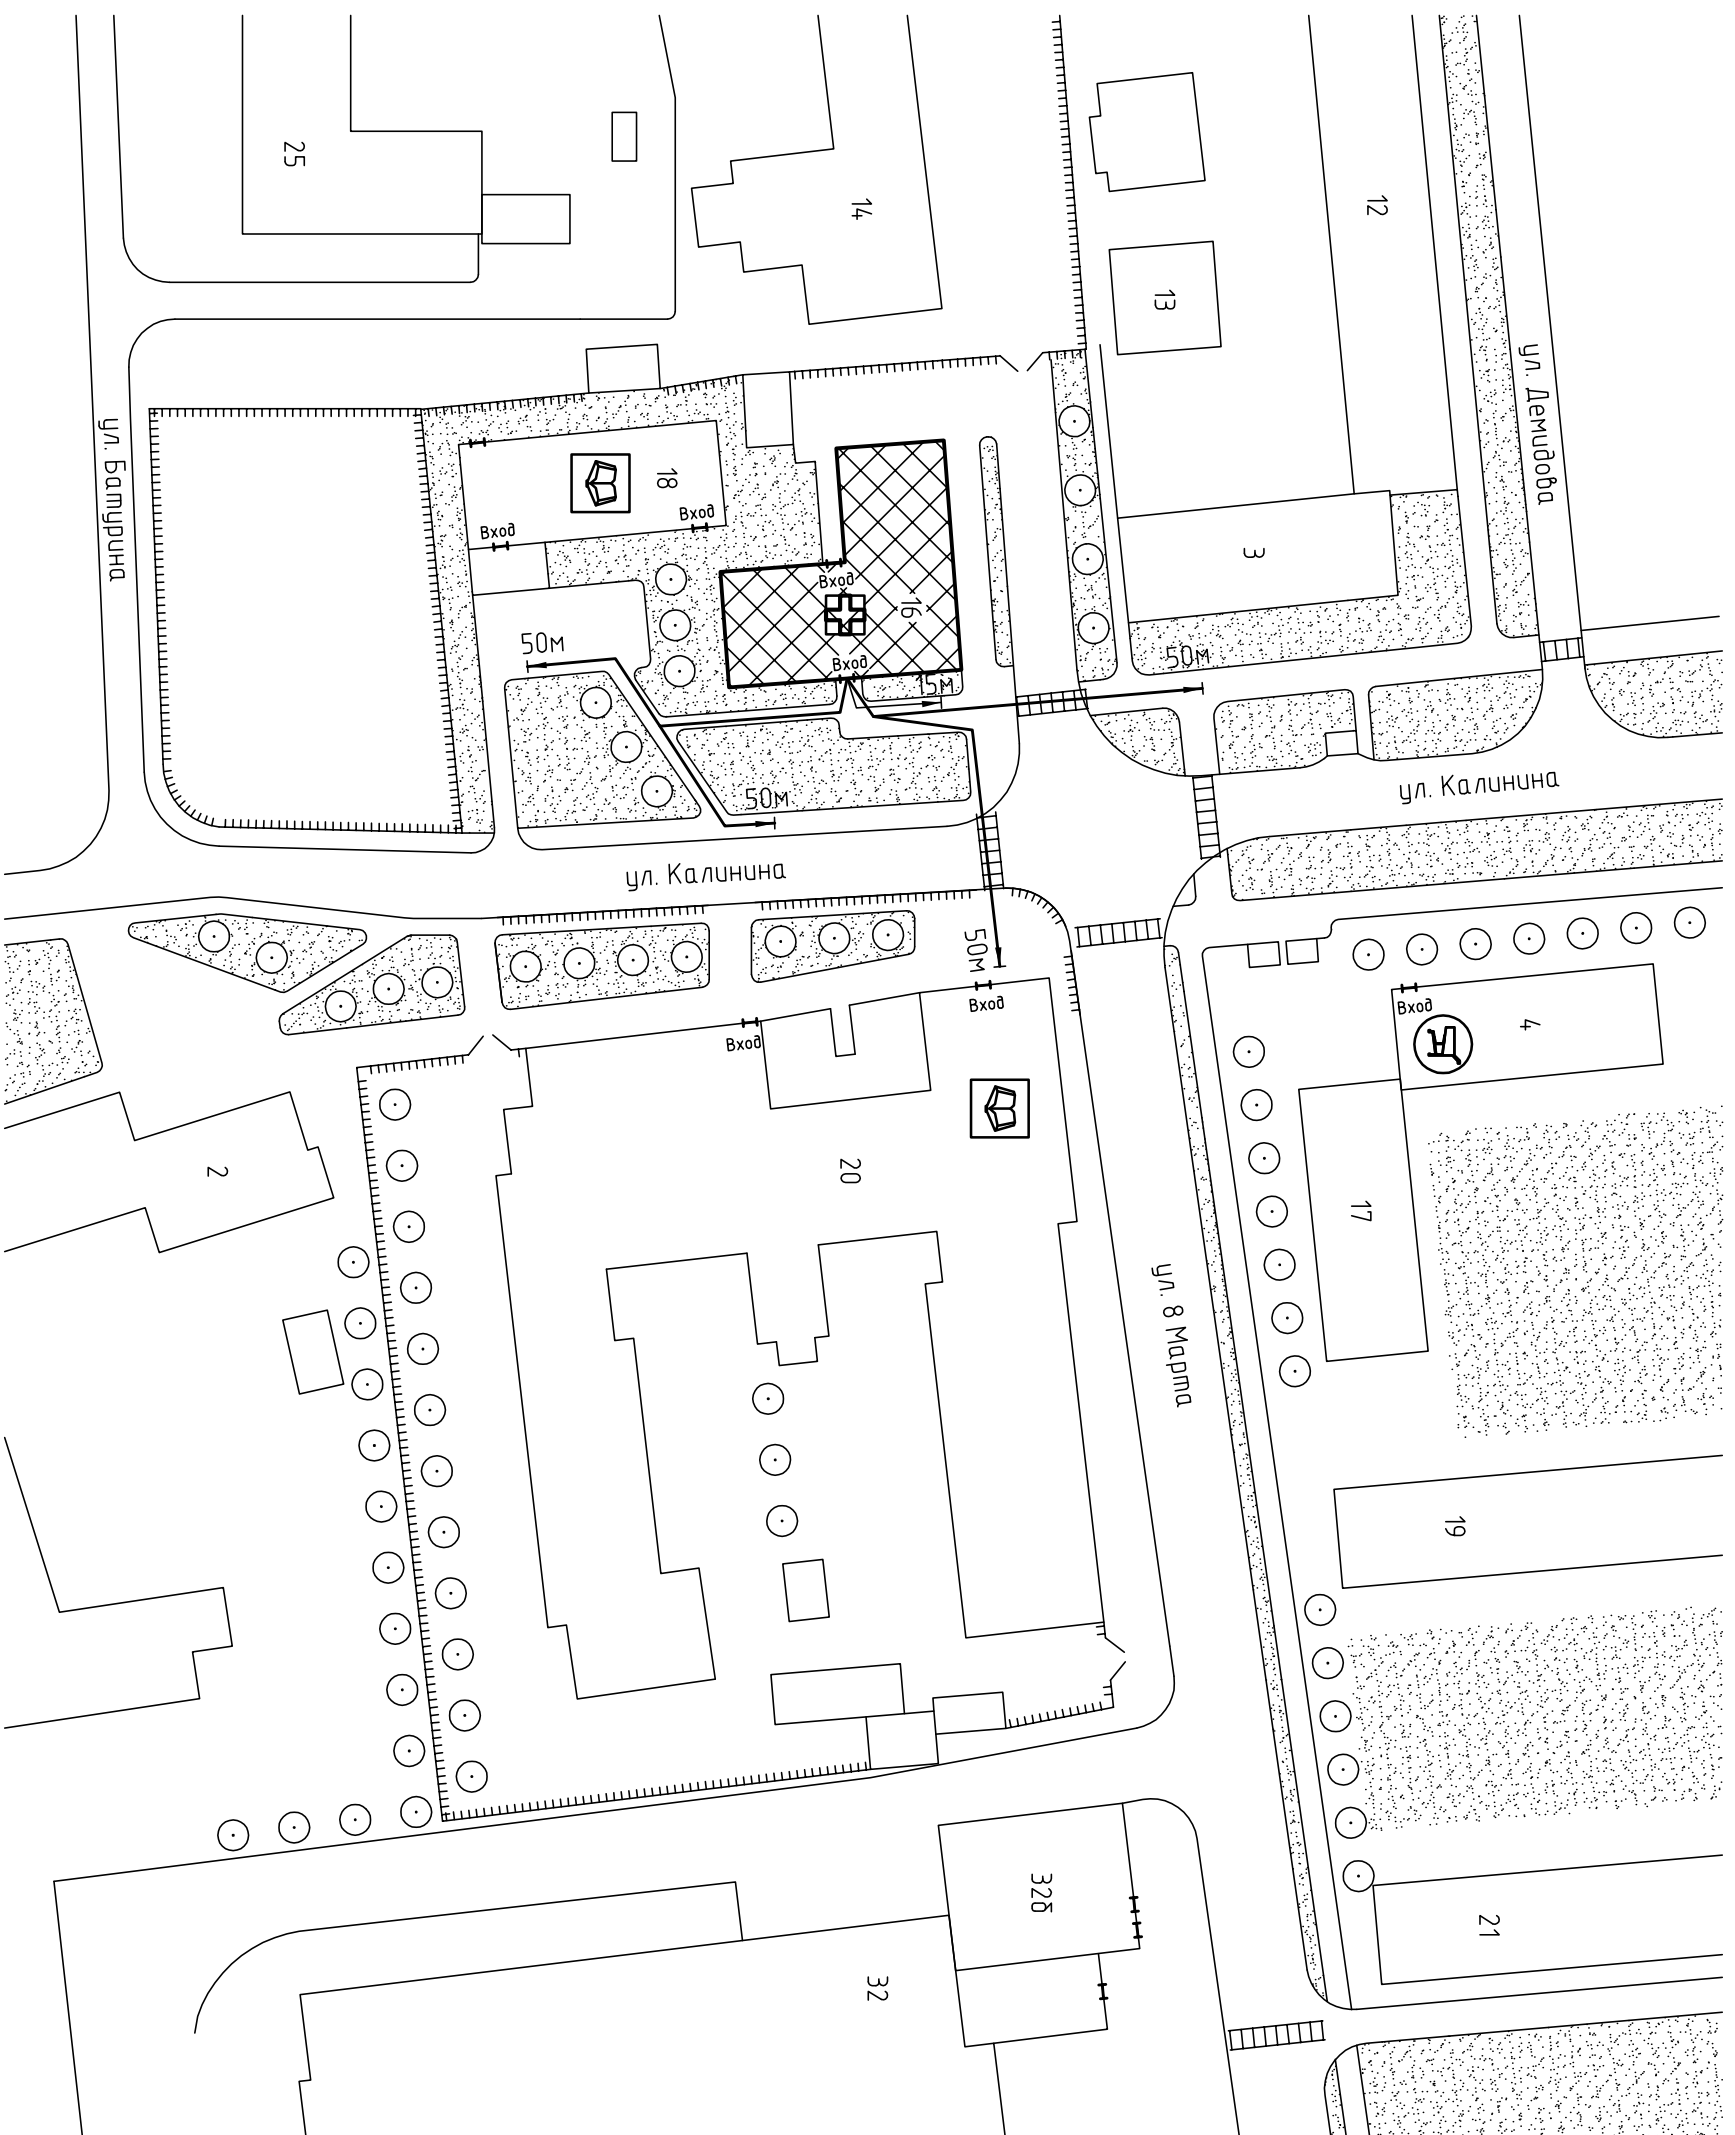 25
14
12
13
ул. Демидова
ул. Батурина
18
Вход
Вход
3
Вход
16
50м
Вход
50м
15м
50м
ул. Калинина
ул. Калинина
50м
Вход
Вход
Вход
4
2
20
17
ул. 8 Марта
19
32б
21
32